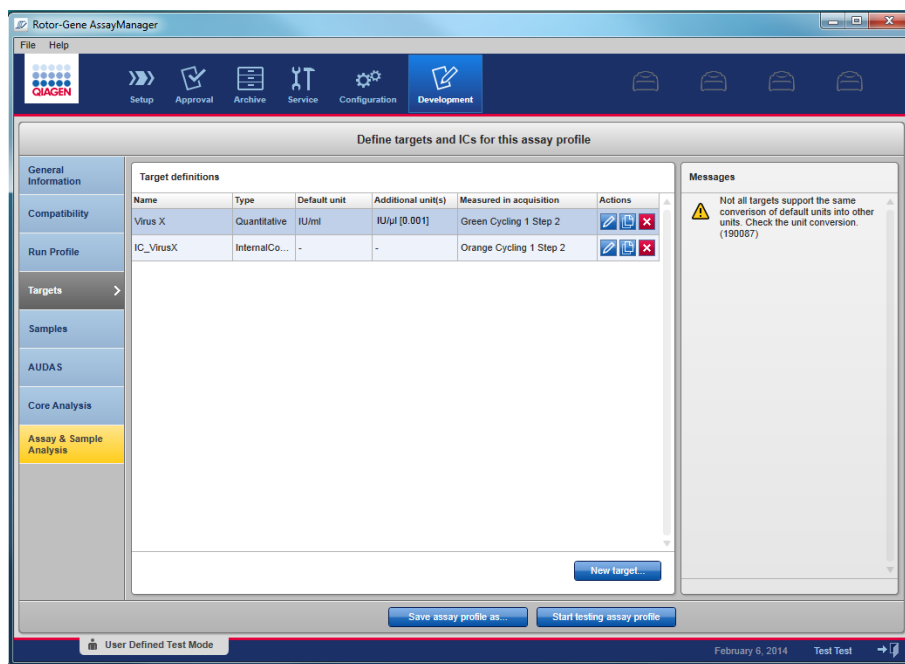 Rotor-Gene AssayManager
File Help
QIAGEN
Setup Approval Archive Service Configuration Development
Define targets and ICs for this assay profile
General
Information
Compatibility
Run Profile
Targets
Samples
AUDAS
Core Analysis
Assay & Sample
Analysis
Target definitions
Name Type Default unit Additional unit(s) Measured in acquisition Actions
Virus X Quantitative IU/ml IU/µl [0.001] Green Cycling 1 Step 2
IC_VirusX InternalCo... - - Orange Cycling 1 Step 2
New target...
Messages
Not all targets support the same
converison of default units into other
units. Check the unit conversion.
(190087)
Save assay profile as... Start testing assay profile
User Defined Test Mode
February 6, 2014 Test Test